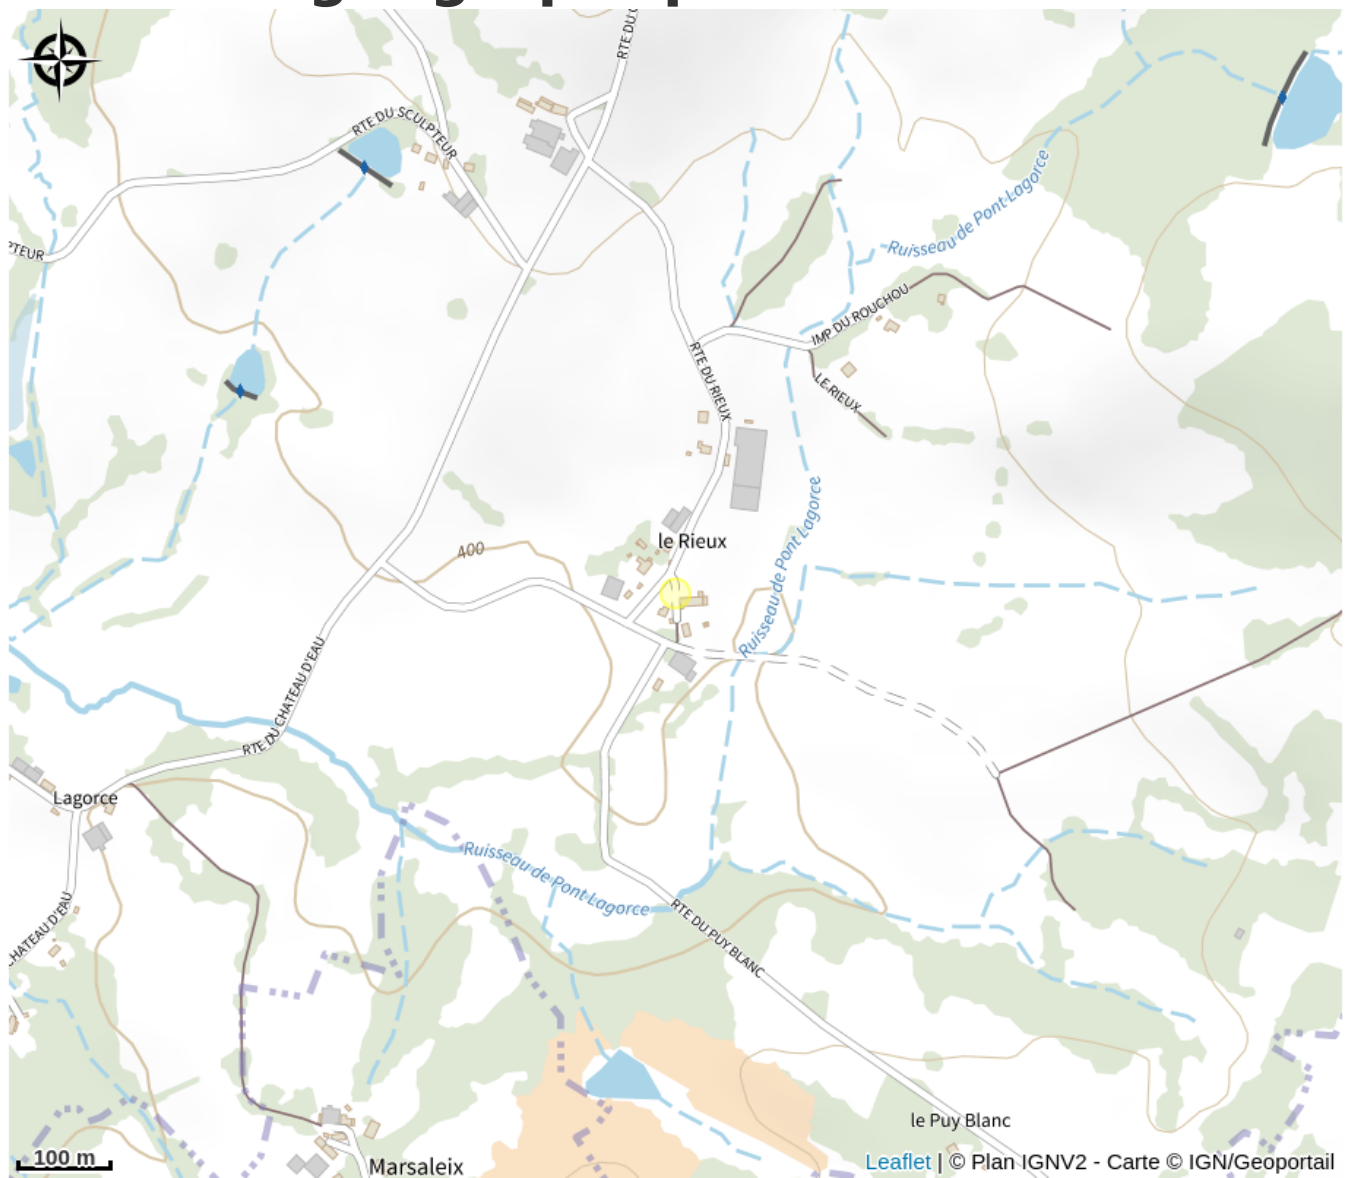 RTE DU SCULPTEUR
PTEUR
Ruisseau de Pont Lagorce
IMP DU ROUCHOU
RTE DU RIEUX
LE RIEUX
Ruisseau de Pont Lagorce
le Rieux
400
RTE DU CHATEAU D'EAU
Lagorce
Ruisseau de Pont Lagorce
RTE DU PUY BLANC
CHATEAU D'EAU
le Puy Blanc
100 m
Marsaleix
Leaflet | © Plan IGNV2 - Carte © IGN/Geoportail